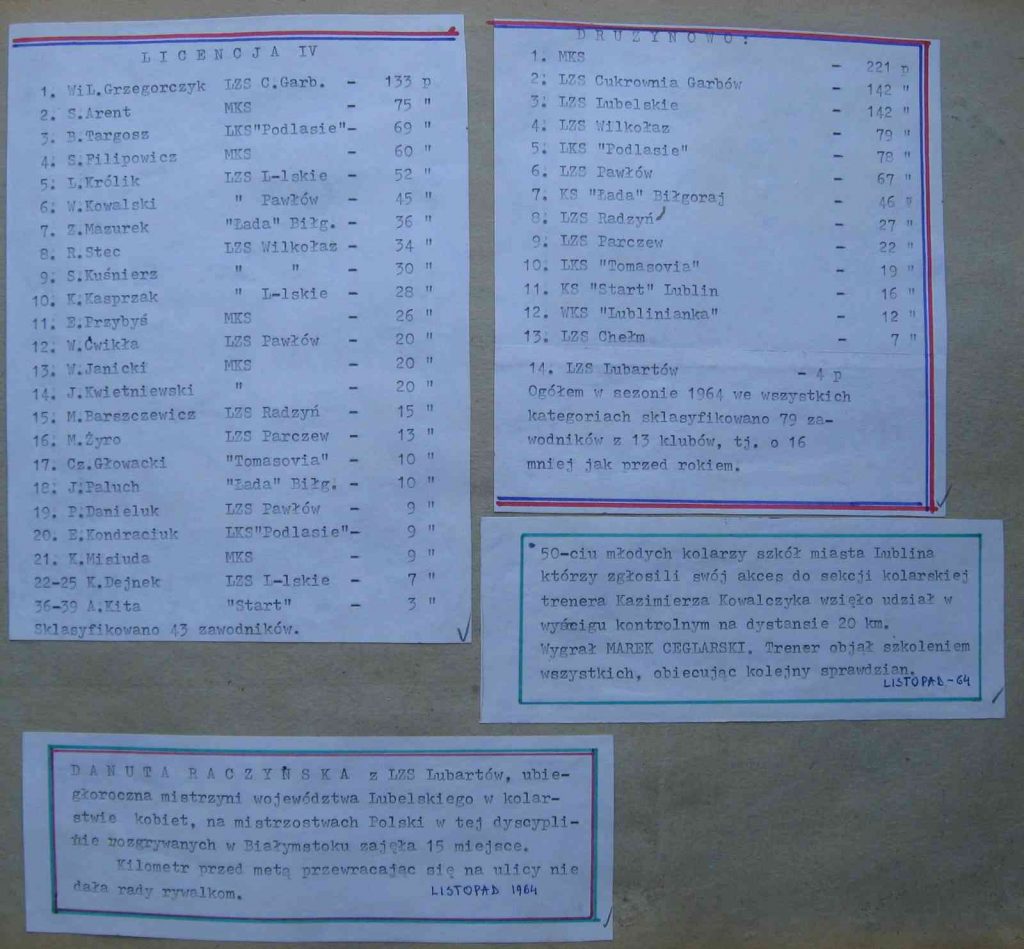 LICENCJA IV
1. WiL.Grzegorczyk LZS C.Garb. - 133 p
2. S.Arent MKS - 75 "
3. B.Targosz LKS"Podlasie"- 69 "
4. S.Filipowicz MKS - 60 "
5. L.Królik LZS L-lskie - 52 "
6. W.Kowalski " Pawłów - 45 "
7. Z.Mazurek "Łada" Biłg. - 36 "
8. R.Stec LZS Wilkołaz - 34 "
9. S.Kuśnierz " " - 30 "
10. K.Kasprzak " L-lskie - 28 "
11. E.Przybyś MKS - 26 "
12. W.Ćwikła LZS Pawłów - 20 "
13. W.Janicki MKS - 20 "
14. J.Kwietniewski " - 20 "
15. M.Barszczewicz LZS Radzyń - 15 "
16. M.Żyro LZS Parczew - 13 "
17. Cz.Głowacki "Tomasovia" - 10 "
18. J.Paluch "Łada" Biłg. - 10 "
19. P.Danieluk LZS Pawłów - 9 "
20. E.Kondraciuk LKS"Podlasie"- 9 "
21. K.Misiuda MKS - 9 "
22-25 K.Dejnek LZS L-lskie - 7 "
36-39 A.Kita "Start" - 3 "
Sklasyfikowano 43 zawodników.
DRUŻYNOWO:
1. MKS - 221 p
2. LZS Cukrownia Garbów - 142 "
3. LZS Lubelskie - 142 "
4. LZS Wilkołaz - 79 "
5. LKS "Podlasie" - 78 "
6. LZS Pawłów - 67 "
7. KS "Łada" Biłgoraj - 46 "
8. LZS Radzyń - 27 "
9. LZS Parczew - 22 "
10. LKS "Tomasovia" - 19 "
11. KS "Start" Lublin - 16 "
12. WKS "Lublinianka" - 12 "
13. LZS Chełm - 7 "
14. LZS Lubartów - 4 p
Ogółem w sezonie 1964 we wszystkich
kategoriach sklasyfikowano 79 za-
wodników z 13 klubów, tj. o 16
mniej jak przed rokiem.
50-ciu młodych kolarzy szkół miasta Lublina
którzy zgłosili swój akces do sekcji kolarskiej
trenera Kazimierza Kowalczyka wzięło udział w
wyścigu kontrolnym na dystansie 20 km.
Wygrał MAREK CEGLARSKI. Trener objął szkoleniem
wszystkich, obiecując kolejny sprawdzian.
LISTOPAD-64
DANUTA RACZYŃSKA z LZS Lubartów, ubie-
głoroczna mistrzyni województwa Lubelskiego w kolar-
stwie kobiet, na mistrzostwach Polski w tej dyscypli-
nie rozgrywanych w Białymstoku zajęła 15 miejsce.
Kilometr przed metą przewracając się na ulicy nie
dała rady rywalkom.
LISTOPAD 1964